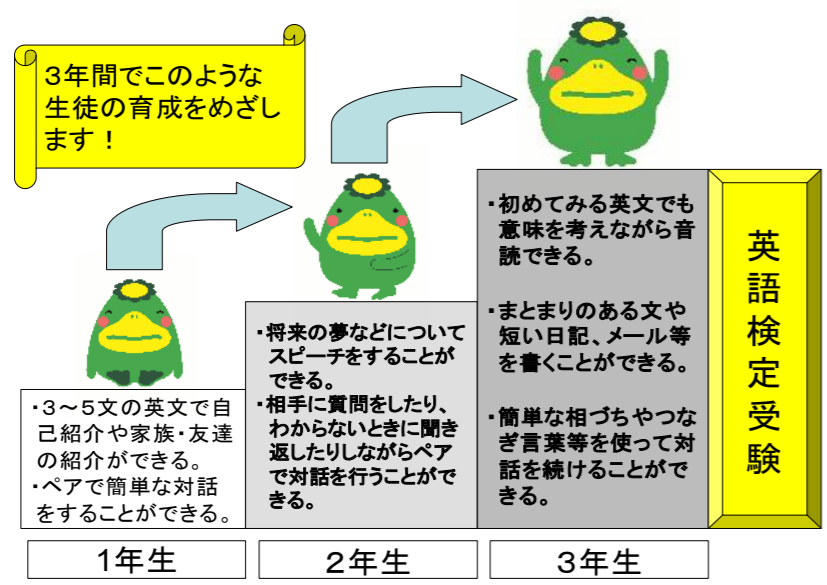 ３年間でこのような
生徒の育成をめざし
ます！
・３～５文の英文で自
己紹介や家族・友達
の紹介ができる。
・ペアで簡単な対話
をすることができる。
１年生
・将来の夢などについて
スピーチをすることが
できる。
・相手に質問をしたり、
わからないときに聞き
返したりしながらペア
で対話を行うことがで
きる。
２年生
・初めてみる英文でも
意味を考えながら音
読できる。
・まとまりのある文や
短い日記、メール等
を書くことができる。
・簡単な相づちやつな
ぎ言葉等を使って対
話を続けることがで
きる。
３年生
英語検定受験